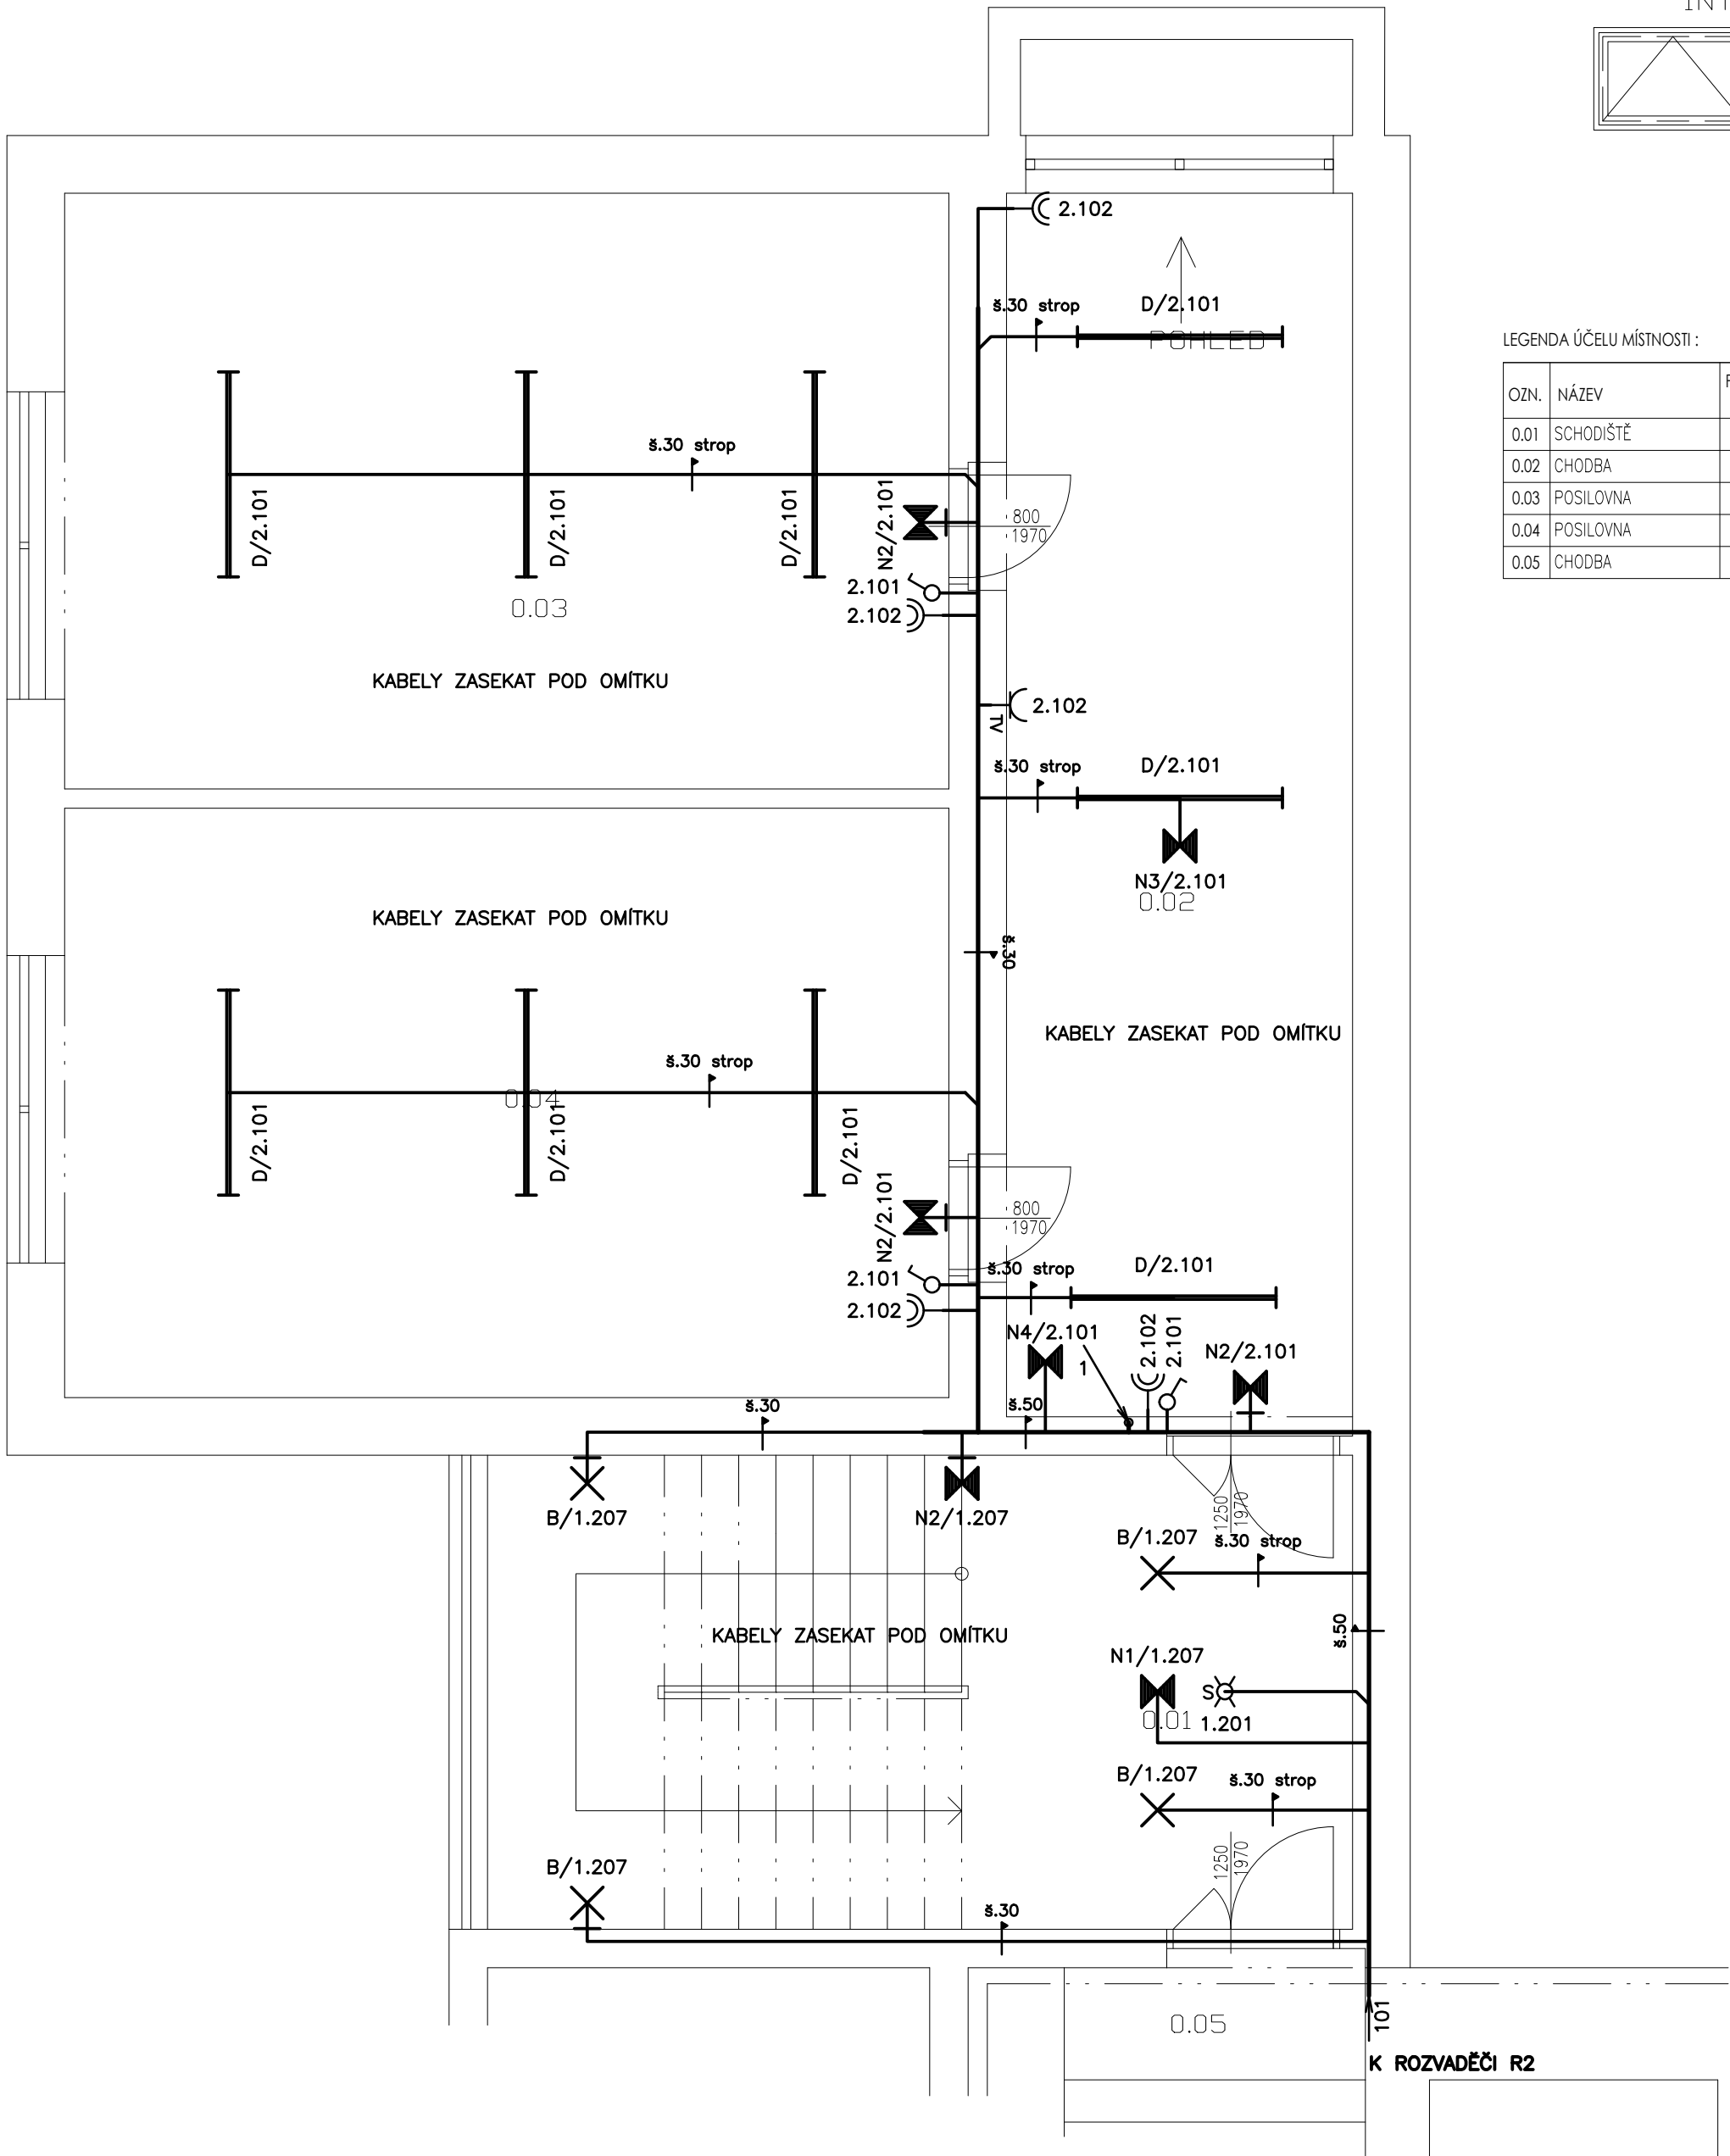 2.102
š.30 strop
D/2.101
POHLED
LEGENDA ÚČELU MÍSTNOSTI :
OZN. NÁZEV
0.01 SCHODIŠTĚ
0.02 CHODBA
0.03 POSILOVNA
0.04 POSILOVNA
0.05 CHODBA
š.30 strop
D/2.101
D/2.101
D/2.101
N2/2.101
800
1970
2.101
2.102
0.03
KABELY ZASEKAT POD OMÍTKU
TV
2.102
š.30 strop
D/2.101
N3/2.101
0.02
KABELY ZASEKAT POD OMÍTKU
š.30
KABELY ZASEKAT POD OMÍTKU
š.30 strop
0.04
D/2.101
D/2.101
D/2.101
N2/2.101
800
1970
2.101
2.102
š.30 strop
D/2.101
N4/2.101
1
2.102
2.101
N2/2.101
š.30
š.50
B/1.207
N2/1.207
1250
1970
B/1.207
š.30 strop
KABELY ZASEKAT POD OMÍTKU
š.50
N1/1.207
S
0.01
1.201
B/1.207
š.30 strop
1250
1970
B/1.207
š.30
0.05
101
K ROZVADĚČI R2